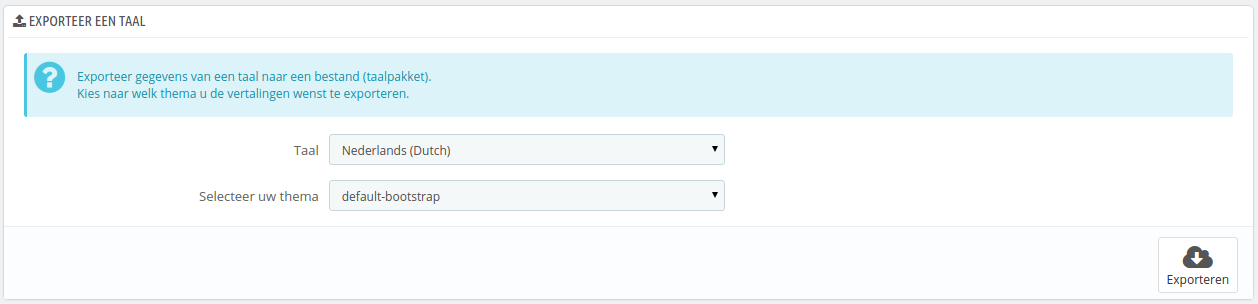 EXPORTEER EEN TAAL
Exporteer gegevens van een taal naar een bestand (taalpakket).
Kies naar welk thema u de vertalingen wenst te exporteren.
Taal Nederlands (Dutch)
Selecteer uw thema default-bootstrap
Exporteren